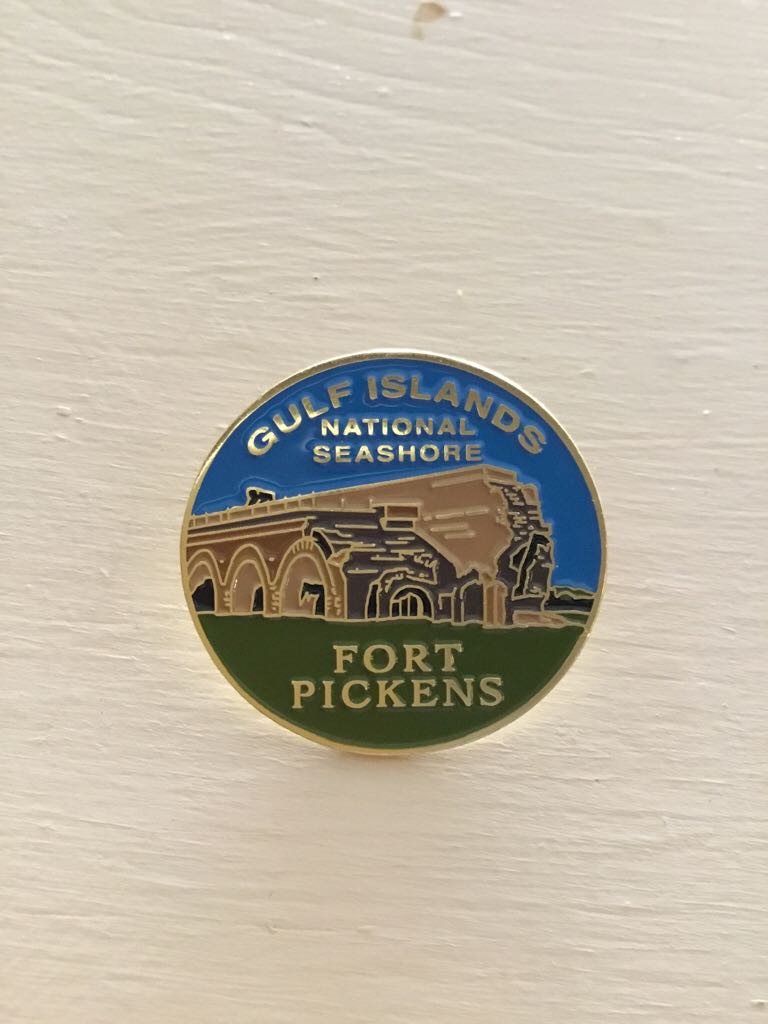 GULF ISLANDS
NATIONAL
SEASHORE
FORT
PICKENS